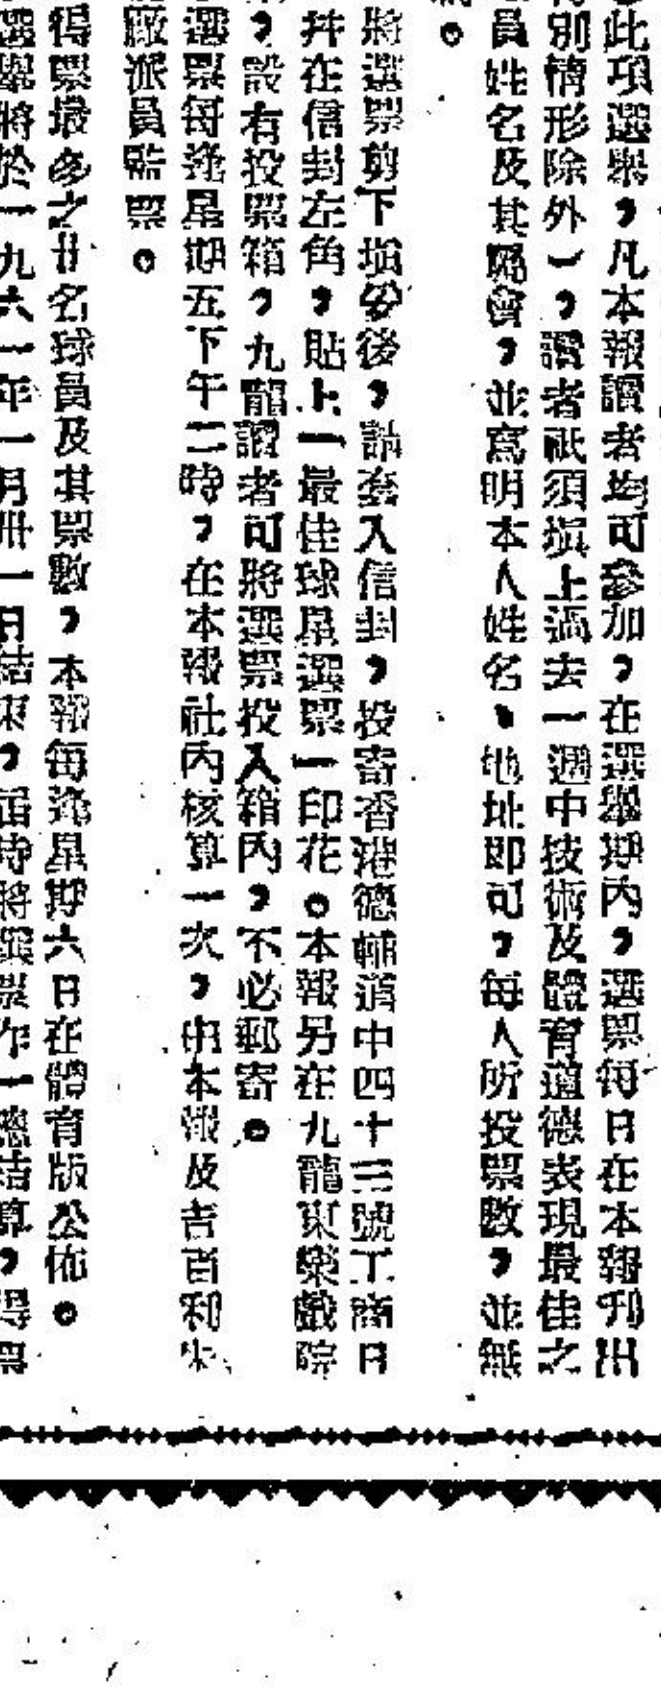 此項選舉，凡本報讀者均可參加，在選舉期內，選票每日在本報刊出
別情形除外），讀者祇須塡上過去一週中技術及體育道德表現最佳之
員姓名及其屬會，並寫明本人姓名、地址即可，每人所投票數，並無
。
將選票剪下塡妥後，請套入信封，投寄香港德輔道中四十三號工商日
幷在信封左角，貼上「最佳球星選票」印花。本報另在九龍東樂戲院
，設有投票箱，九龍讀者可將選票投入箱內，不必郵寄。
選票每逢星期五下午二時，在本報社內核算一次，由本報及吉百利朱
廠派員監票。
得票最多之廿名球員及其票數，本報每逢星期六日在體育版公佈。
選舉將於一九六一年一月卅一日結束，屆時將選票作一總結算，得票